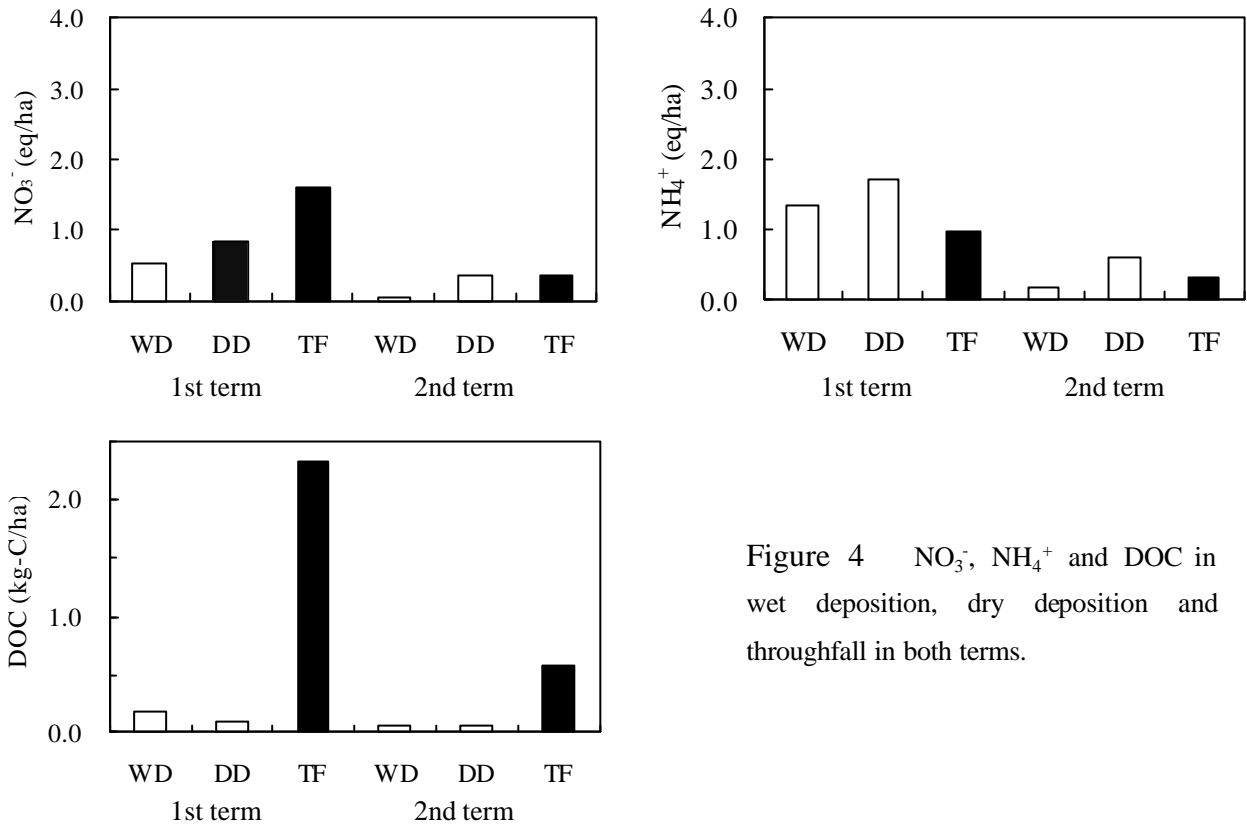 4.0
3.0
2.0
1.0
0.0
NO₃⁻ (eq/ha)
WD DD TF WD DD TF
1st term 2nd term
4.0
3.0
2.0
1.0
0.0
NH₄⁺ (eq/ha)
WD DD TF WD DD TF
1st term 2nd term
2.0
1.0
0.0
DOC (kg-C/ha)
WD DD TF WD DD TF
1st term 2nd term
Figure 4 NO₃⁻, NH₄⁺ and DOC in
wet deposition, dry deposition and
throughfall in both terms.